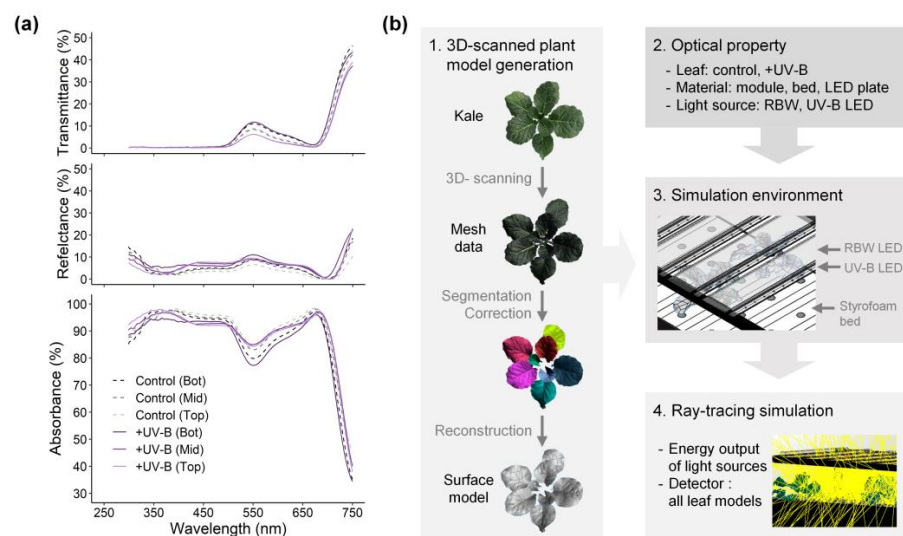 (a)
Transmittance (%)
50
40
30
20
10
0
Refelctance (%)
50
40
30
20
10
0
Absorbance (%)
100
90
80
70
60
50
40
30
Control (Bot)
Control (Mid)
Control (Top)
+UV-B (Bot)
+UV-B (Mid)
+UV-B (Top)
250 350 450 550 650 750
Wavelength (nm)
(b)
1. 3D-scanned plant
model generation
Kale
3D- scanning
Mesh
data
Segmentation
Correction
Reconstruction
Surface
model
2. Optical property
- Leaf: control, +UV-B
- Material: module, bed, LED plate
- Light source: RBW, UV-B LED
3. Simulation environment
RBW LED
UV-B LED
Styrofoam
bed
4. Ray-tracing simulation
- Energy output
of light sources
- Detector :
all leaf models